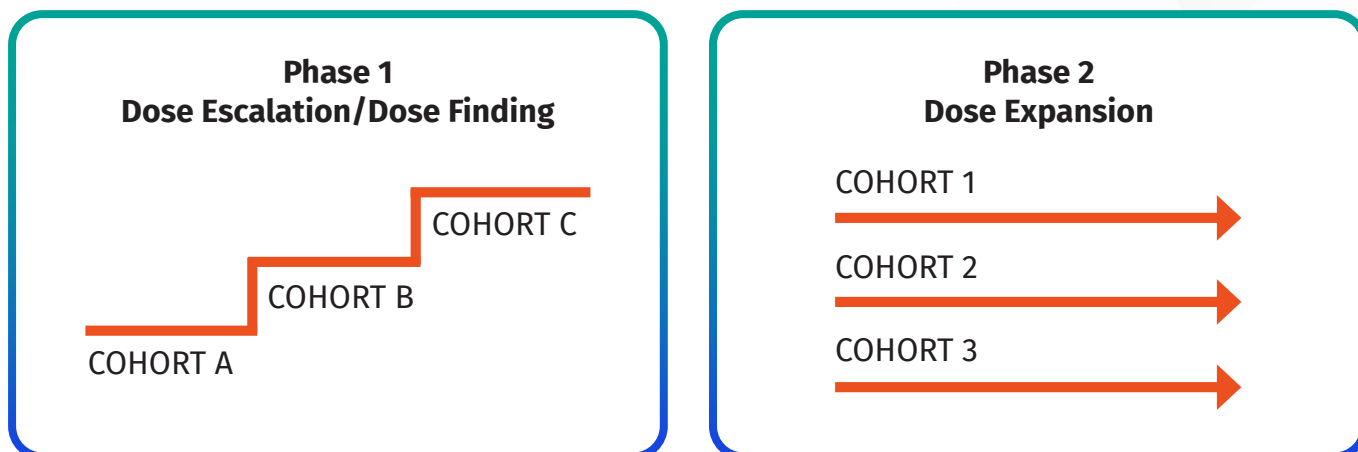 Phase 1
Dose Escalation/Dose Finding
COHORT C
COHORT B
COHORT A
Phase 2
Dose Expansion
COHORT 1
COHORT 2
COHORT 3